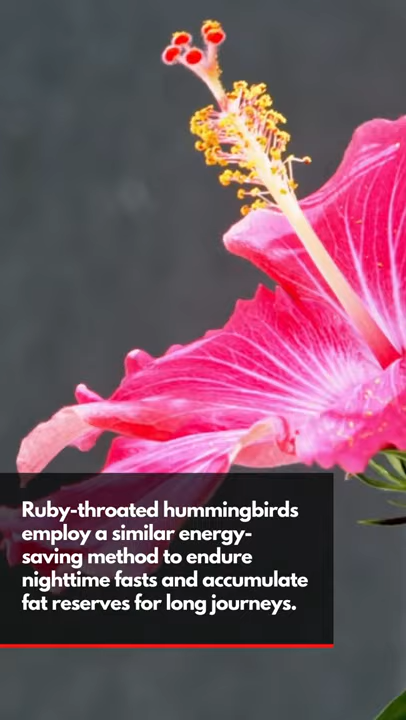 Ruby-throated hummingbirds
employ a similar energy-
saving method to endure
nighttime fasts and accumulate
fat reserves for long journeys.